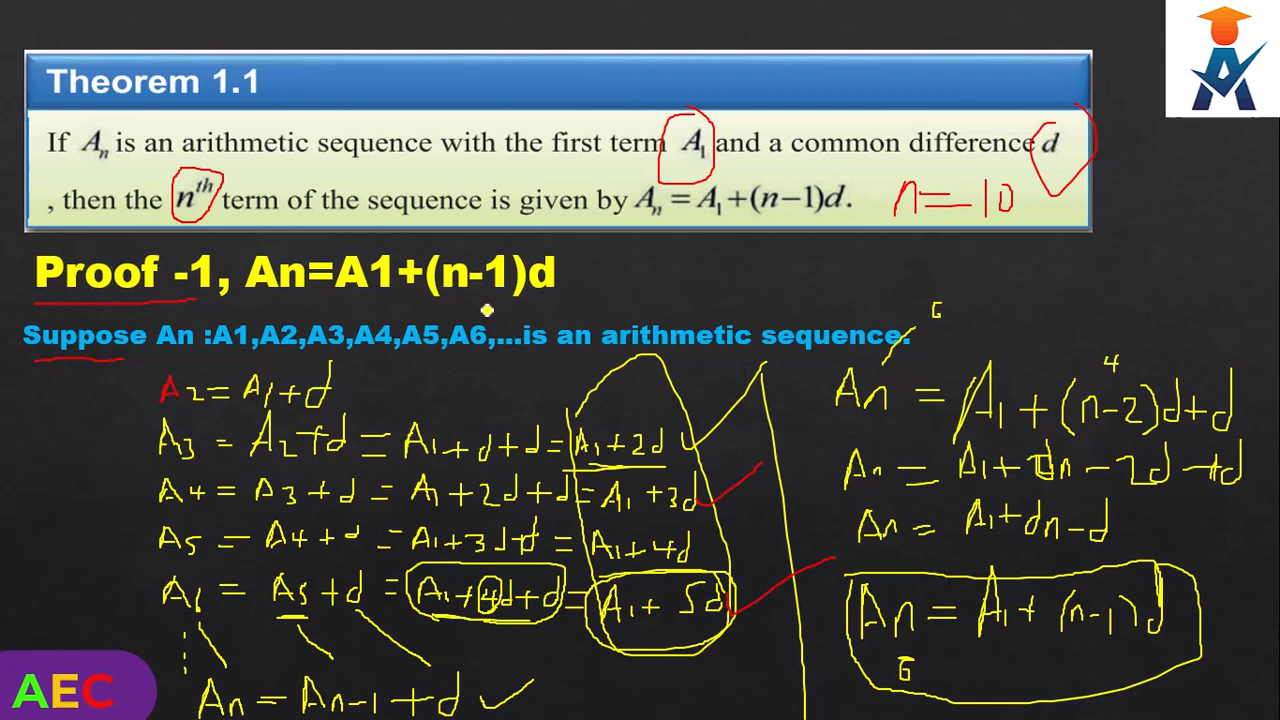 Theorem 1.1
If Aₙ is an arithmetic sequence with the first term A₁ and a common difference d
, then the nᵗʰ term of the sequence is given by Aₙ = A₁+(n−1)d.
n=10
Proof -1, An=A1+(n-1)d
Suppose An :A1,A2,A3,A4,A5,A6,...is an arithmetic sequence.
A2 = A1+d
A3 = A2+d = A1+d+d = A1+2d
A4 = A3+d = A1+2d+d = A1+3d
A5 = A4+d = A1+3d+d = A1+4d
A6 = A5+d = A1+4d+d = A1+5d
An = An-1+d
6
4
An = A1+(n-2)d+d
An = A1+dn-2d+d
An = A1+dn-d
An = A1+(n-1)d
6
AEC